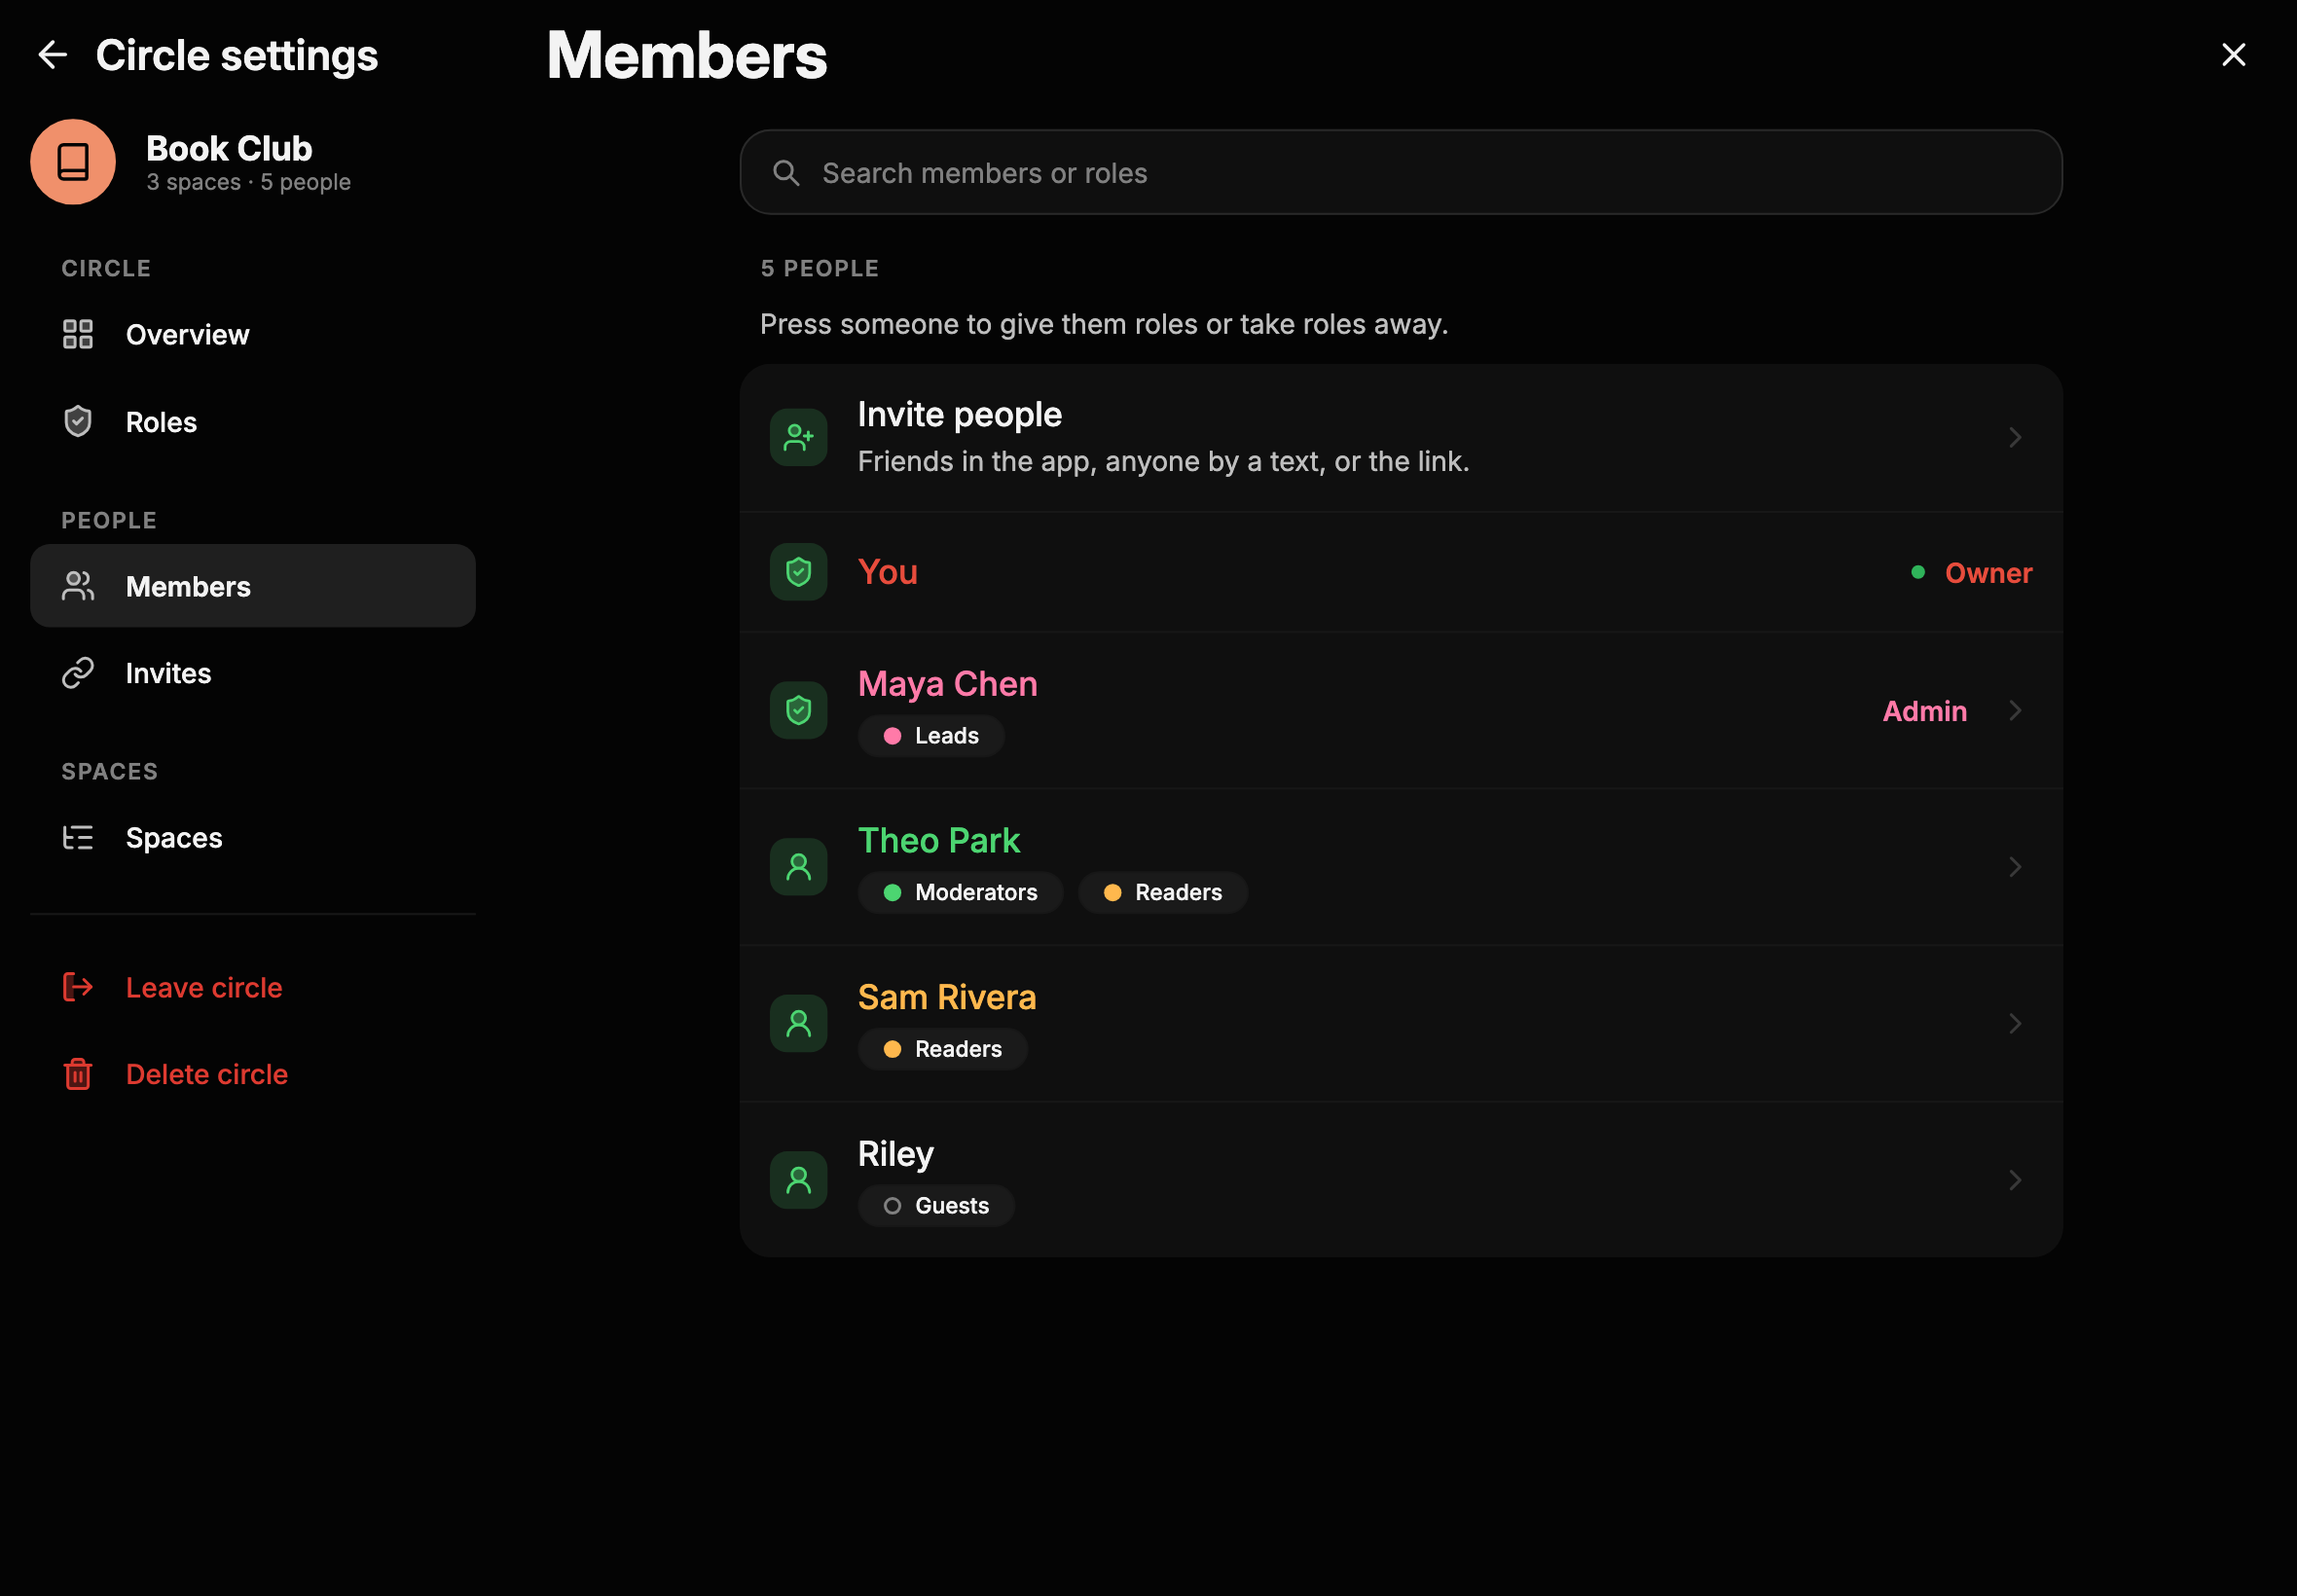 Circle settings
Book Club
3 spaces · 5 people
CIRCLE
Overview
Roles
PEOPLE
Members
Invites
SPACES
Spaces
Leave circle
Delete circle
Members
Search members or roles
5 PEOPLE
Press someone to give them roles or take roles away.
Invite people
Friends in the app, anyone by a text, or the link.
You
Owner
Maya Chen
Leads
Admin
Theo Park
Moderators
Readers
Sam Rivera
Readers
Riley
Guests